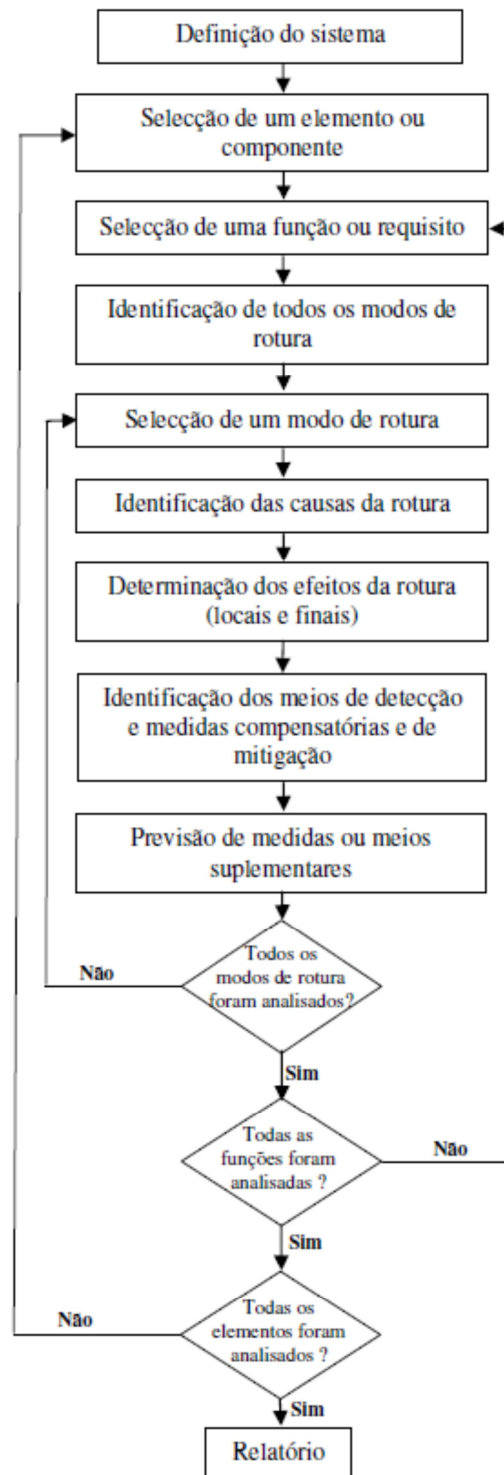 Definição do sistema
Selecção de um elemento ou
componente
Selecção de uma função ou requisito
Identificação de todos os modos de
rotura
Selecção de um modo de rotura
Identificação das causas da rotura
Determinação dos efeitos da rotura
(locais e finais)
Identificação dos meios de detecção
e medidas compensatórias e de
mitigação
Previsão de medidas ou meios
suplementares
Todos os
modos de rotura
foram analisados?
Não
Sim
Todas as
funções foram
analisadas ?
Não
Sim
Todas os
elementos foram
analisados ?
Não
Sim
Relatório